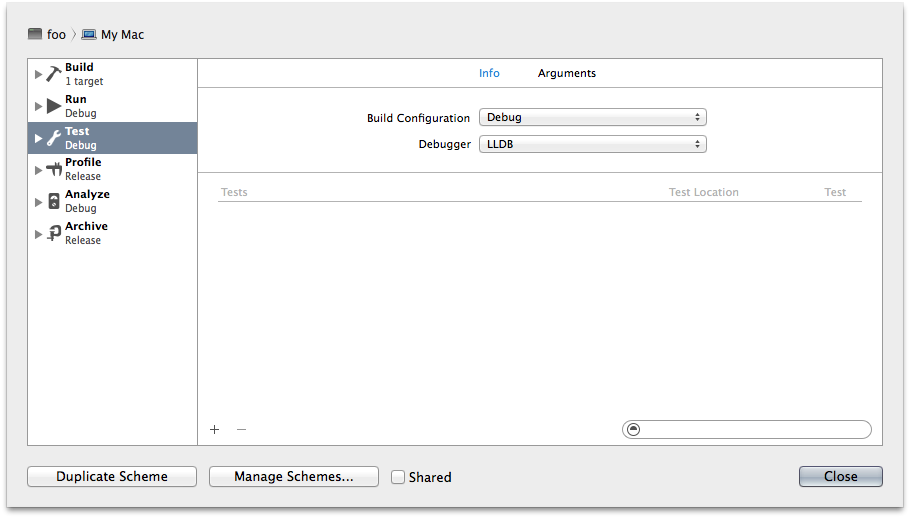 foo 〉 My Mac
Build
1 target
Run
Debug
Test
Debug
Profile
Release
Analyze
Debug
Archive
Release
Info Arguments
Build Configuration Debug
Debugger LLDB
Tests Test Location Test
+ −
Duplicate Scheme Manage Schemes... Shared Close